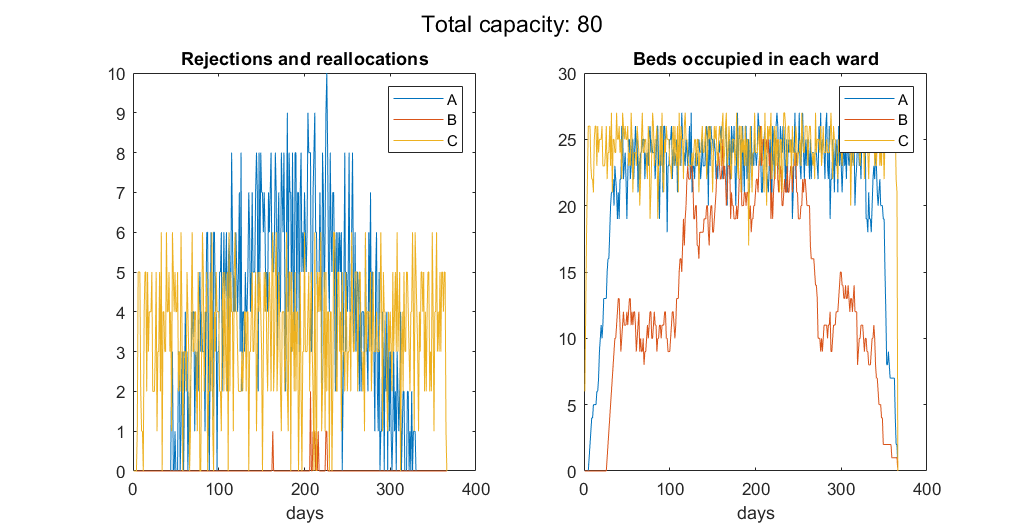 Total capacity: 80
Rejections and reallocations
10
9
8
7
6
5
4
3
2
1
0
0 100 200 300 400
days
A
B
C
Beds occupied in each ward
30
25
20
15
10
5
0
0 100 200 300 400
days
A
B
C